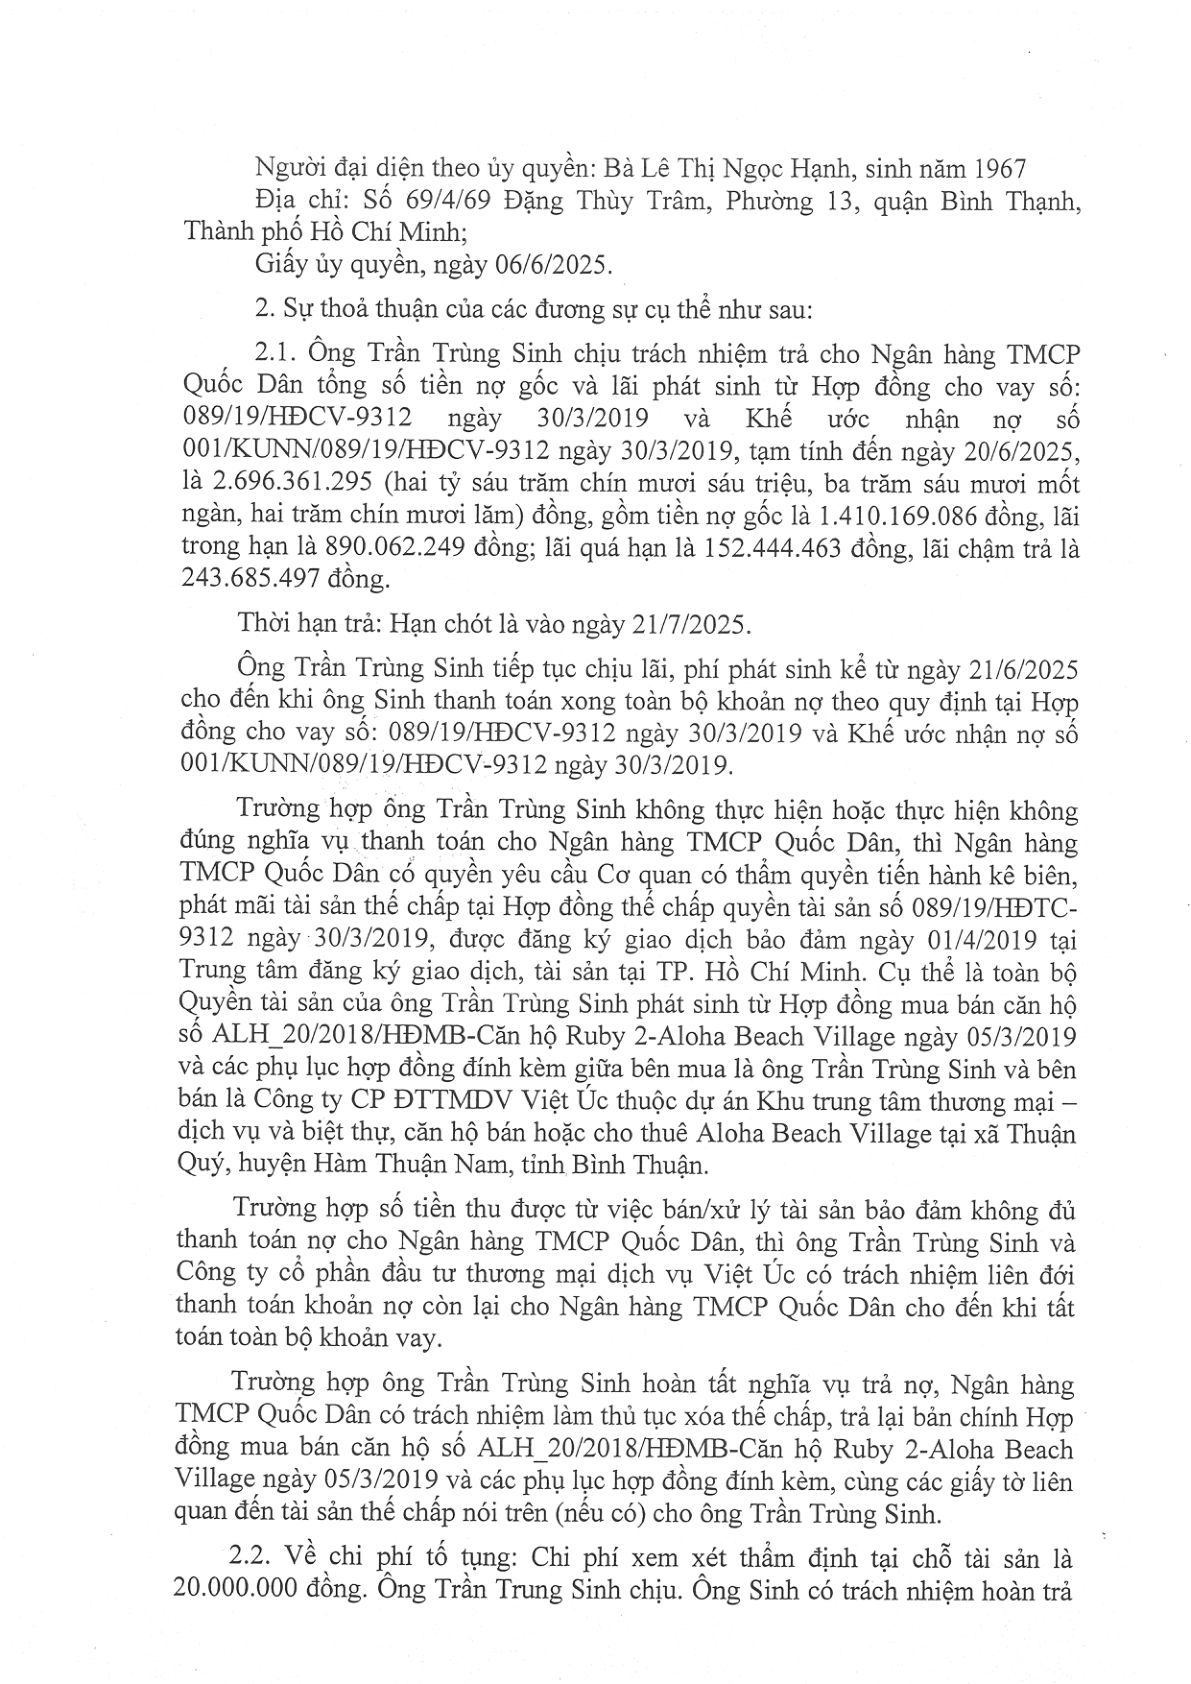 Người đại diện theo ủy quyền: Bà Lê Thị Ngọc Hạnh, sinh năm 1967
Địa chỉ: Số 69/4/69 Đặng Thùy Trâm, Phường 13, quận Bình Thạnh,
Thành phố Hồ Chí Minh;
Giấy ủy quyền, ngày 06/6/2025.
2. Sự thoả thuận của các đương sự cụ thể như sau:
2.1. Ông Trần Trùng Sinh chịu trách nhiệm trả cho Ngân hàng TMCP
Quốc Dân tổng số tiền nợ gốc và lãi phát sinh từ Hợp đồng cho vay số:
089/19/HĐCV-9312 ngày 30/3/2019 và Khế ước nhận nợ số
001/KUNN/089/19/HĐCV-9312 ngày 30/3/2019, tạm tính đến ngày 20/6/2025,
là 2.696.361.295 (hai tỷ sáu trăm chín mươi sáu triệu, ba trăm sáu mươi mốt
ngàn, hai trăm chín mươi lăm) đồng, gồm tiền nợ gốc là 1.410.169.086 đồng, lãi
trong hạn là 890.062.249 đồng; lãi quá hạn là 152.444.463 đồng, lãi chậm trả là
243.685.497 đồng.
Thời hạn trả: Hạn chót là vào ngày 21/7/2025.
Ông Trần Trùng Sinh tiếp tục chịu lãi, phí phát sinh kể từ ngày 21/6/2025
cho đến khi ông Sinh thanh toán xong toàn bộ khoản nợ theo quy định tại Hợp
đồng cho vay số: 089/19/HĐCV-9312 ngày 30/3/2019 và Khế ước nhận nợ số
001/KUNN/089/19/HĐCV-9312 ngày 30/3/2019.
Trường hợp ông Trần Trùng Sinh không thực hiện hoặc thực hiện không
đúng nghĩa vụ thanh toán cho Ngân hàng TMCP Quốc Dân, thì Ngân hàng
TMCP Quốc Dân có quyền yêu cầu Cơ quan có thẩm quyền tiến hành kê biên,
phát mãi tài sản thế chấp tại Hợp đồng thế chấp quyền tài sản số 089/19/HĐTC-
9312 ngày 30/3/2019, được đăng ký giao dịch bảo đảm ngày 01/4/2019 tại
Trung tâm đăng ký giao dịch, tài sản tại TP. Hồ Chí Minh. Cụ thể là toàn bộ
Quyền tài sản của ông Trần Trùng Sinh phát sinh từ Hợp đồng mua bán căn hộ
số ALH_20/2018/HĐMB-Căn hộ Ruby 2-Aloha Beach Village ngày 05/3/2019
và các phụ lục hợp đồng đính kèm giữa bên mua là ông Trần Trùng Sinh và bên
bán là Công ty CP ĐTTMDV Việt Úc thuộc dự án Khu trung tâm thương mại –
dịch vụ và biệt thự, căn hộ bán hoặc cho thuê Aloha Beach Village tại xã Thuận
Quý, huyện Hàm Thuận Nam, tỉnh Bình Thuận.
Trường hợp số tiền thu được từ việc bán/xử lý tài sản bảo đảm không đủ
thanh toán nợ cho Ngân hàng TMCP Quốc Dân, thì ông Trần Trùng Sinh và
Công ty cổ phần đầu tư thương mại dịch vụ Việt Úc có trách nhiệm liên đới
thanh toán khoản nợ còn lại cho Ngân hàng TMCP Quốc Dân cho đến khi tất
toán toàn bộ khoản vay.
Trường hợp ông Trần Trùng Sinh hoàn tất nghĩa vụ trả nợ, Ngân hàng
TMCP Quốc Dân có trách nhiệm làm thủ tục xóa thế chấp, trả lại bản chính Hợp
đồng mua bán căn hộ số ALH_20/2018/HĐMB-Căn hộ Ruby 2-Aloha Beach
Village ngày 05/3/2019 và các phụ lục hợp đồng đính kèm, cùng các giấy tờ liên
quan đến tài sản thế chấp nói trên (nếu có) cho ông Trần Trùng Sinh.
2.2. Về chi phí tố tụng: Chi phí xem xét thẩm định tại chỗ tài sản là
20.000.000 đồng. Ông Trần Trung Sinh chịu. Ông Sinh có trách nhiệm hoàn trả